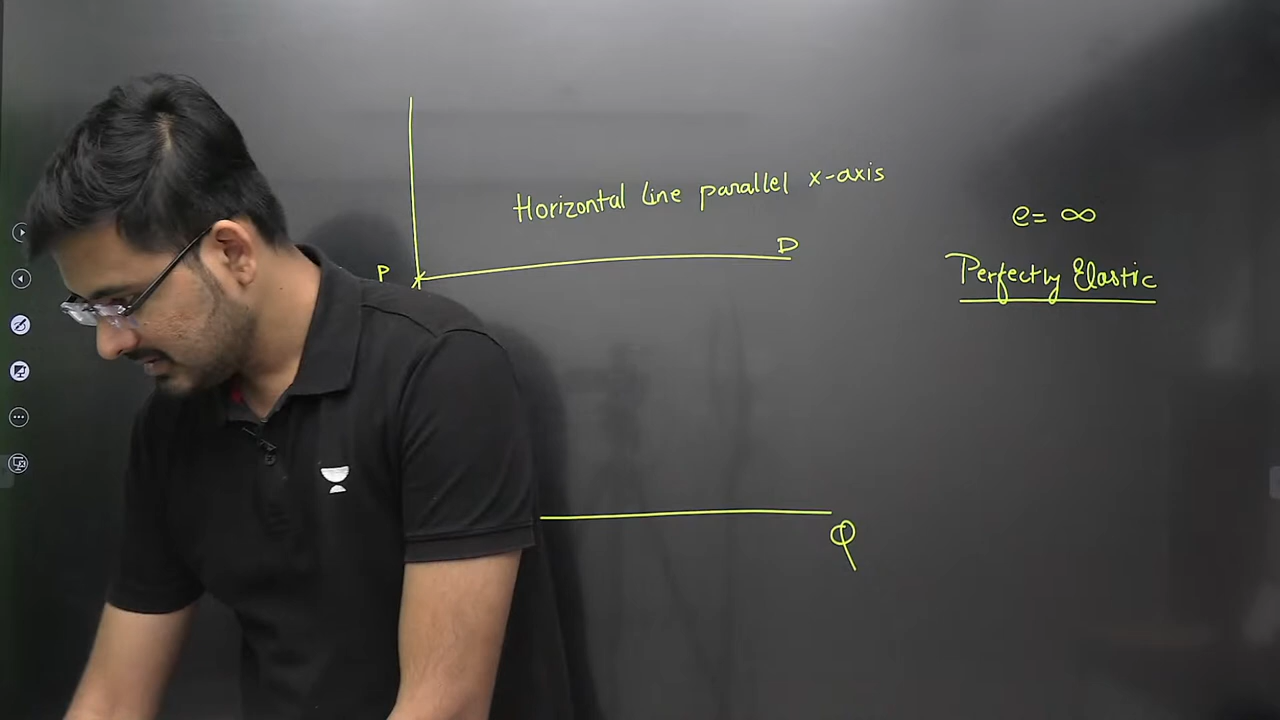 Horizontal line parallel x-axis
e= ∞
D
P
Perfectly Elastic
Q